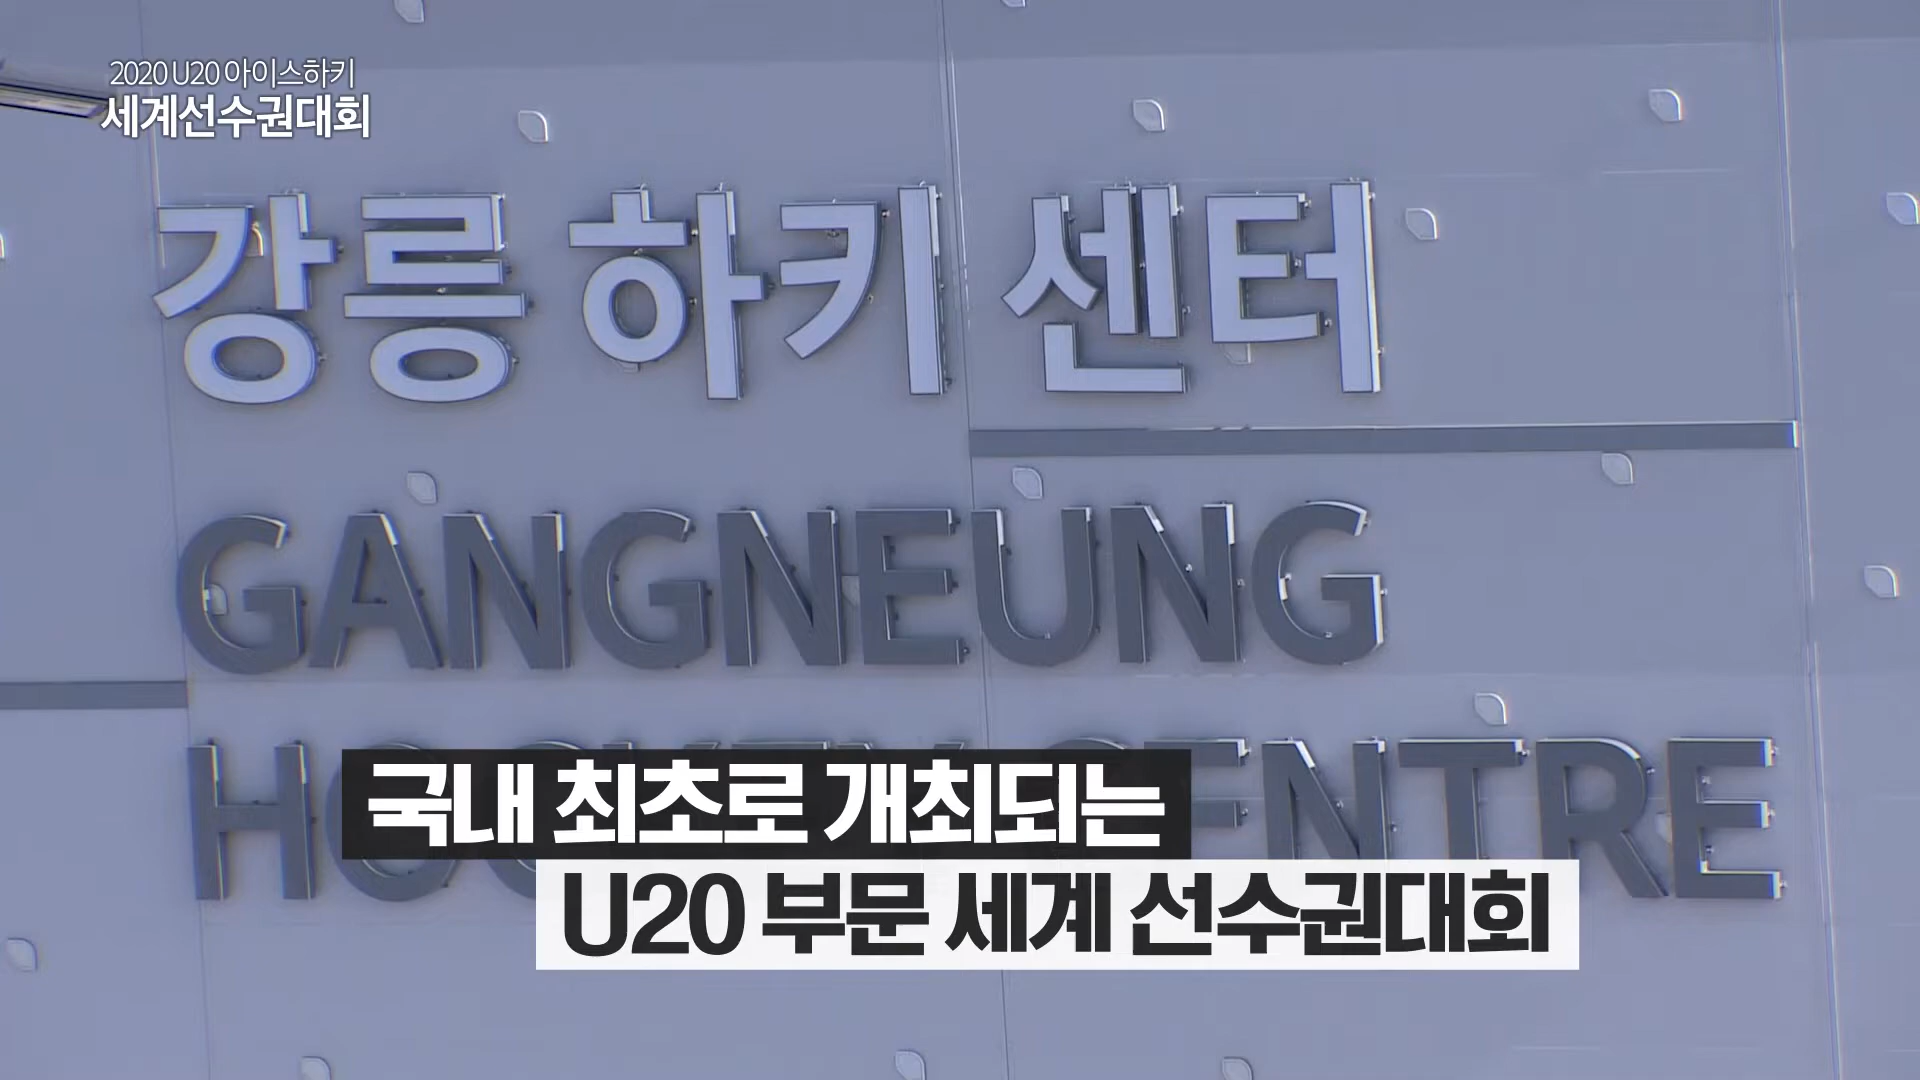 2020 U20 아이스하키
세계선수권대회
강릉 하키 센터
GANGNEUNG
HOCKEY CENTRE
국내 최초로 개최되는
U20 부문 세계 선수권대회